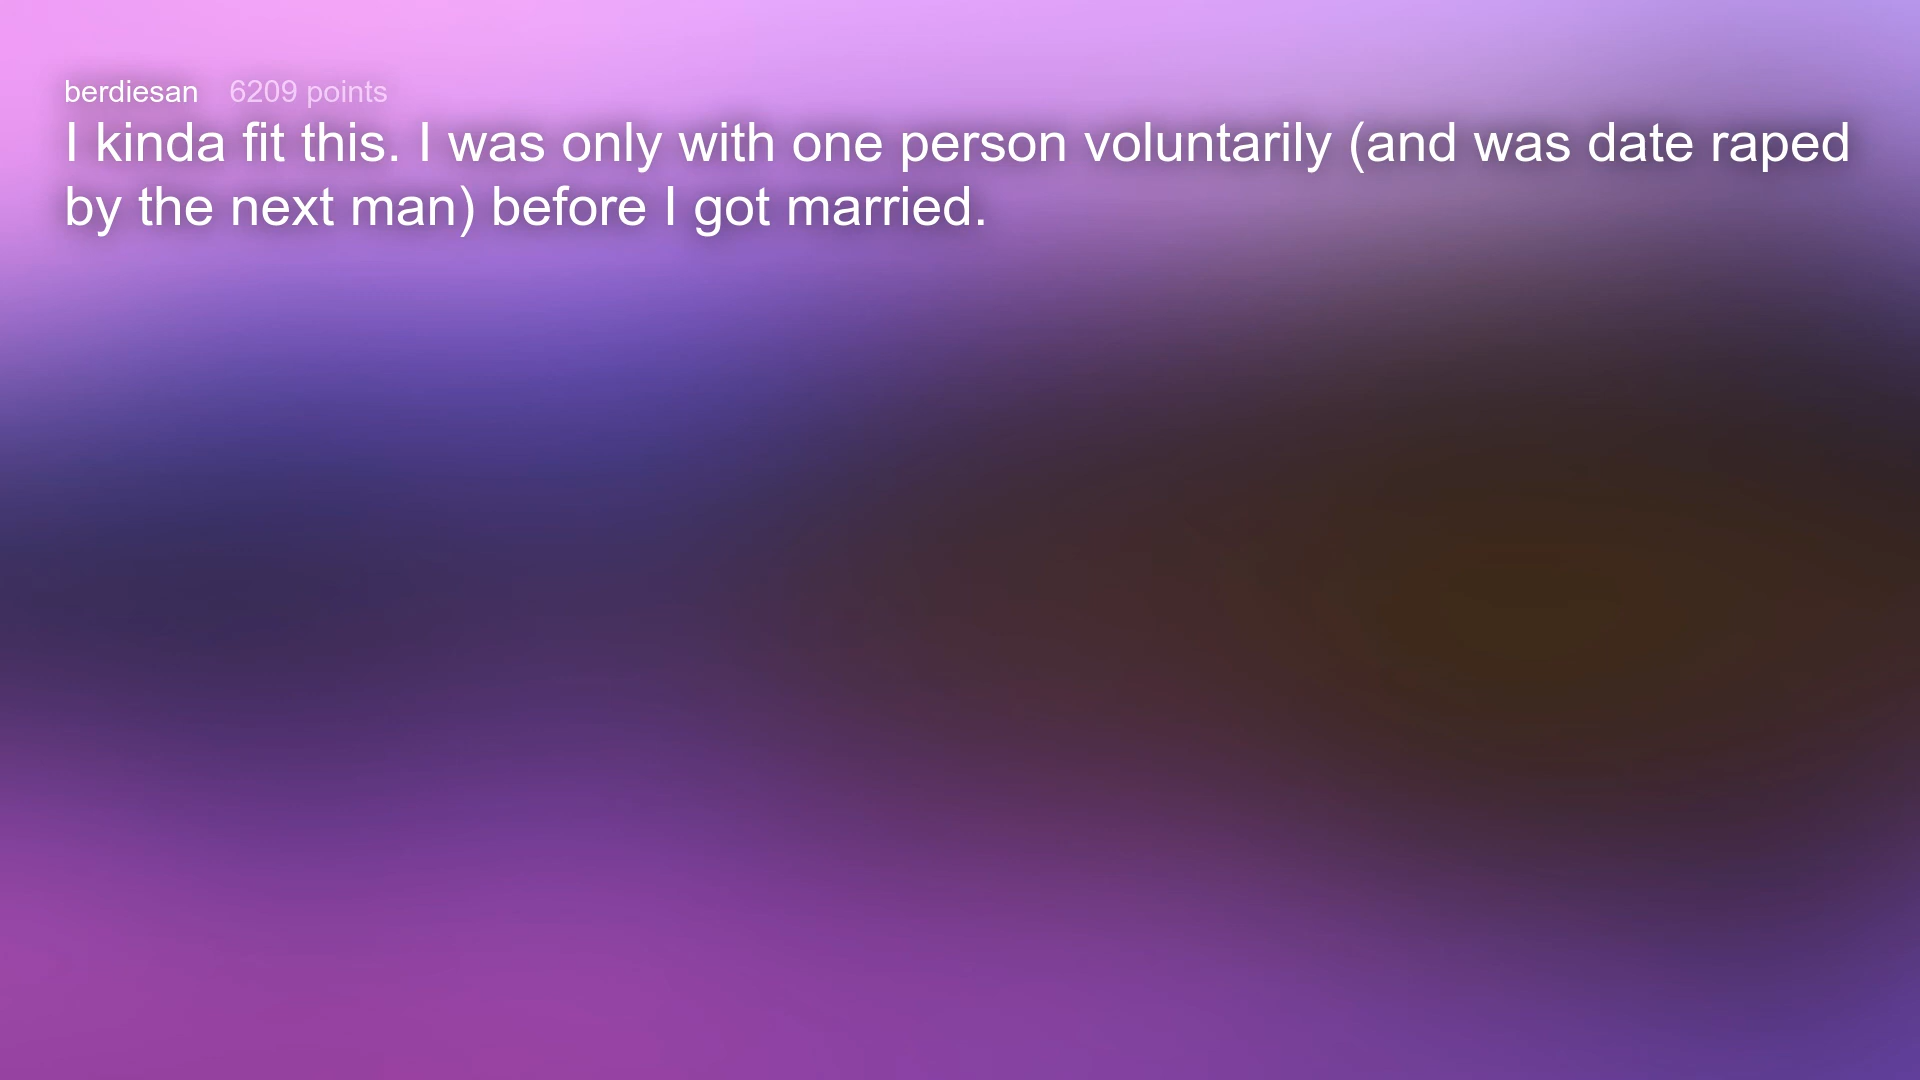 berdiesan 6209 points
I kinda fit this. I was only with one person voluntarily (and was date raped
by the next man) before I got married.